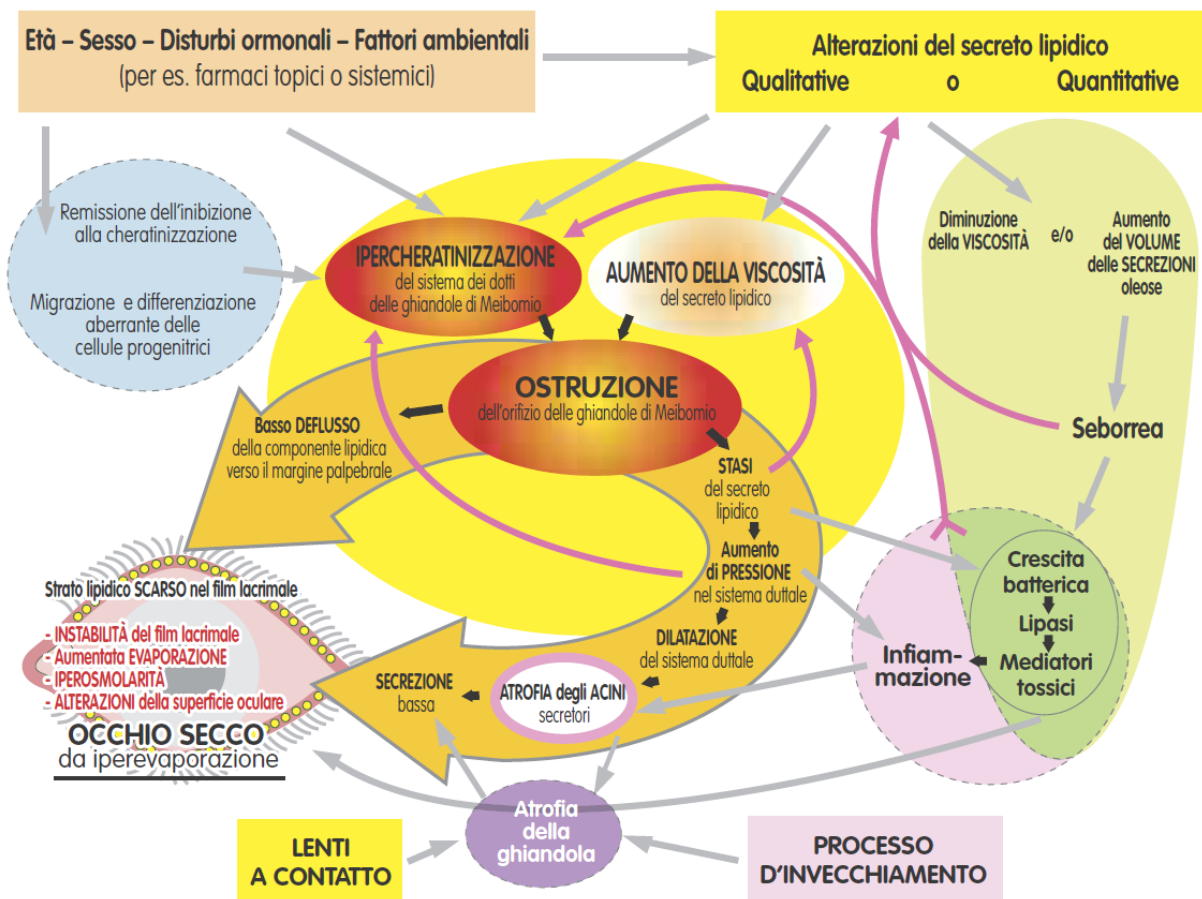 Età – Sesso – Disturbi ormonali – Fattori ambientali
(per es. farmaci topici o sistemici)
Alterazioni del secreto lipidico
Qualitative o Quantitative
Remissione dell'inibizione
alla cheratinizzazione
Migrazione e differenziazione
aberrante delle
cellule progenitrici
IPERCHERATINIZZAZIONE
del sistema dei dotti
delle ghiandole di Meibomio
AUMENTO DELLA VISCOSITÀ
del secreto lipidico
Diminuzione
della VISCOSITÀ
e/o
Aumento
del VOLUME
delle SECREZIONI
oleose
OSTRUZIONE
dell'orifizio delle ghiandole di Meibomio
Basso DEFLUSSO
della componente lipidica
verso il margine palpebrale
Seborrea
STASI
del secreto
lipidico
Aumento
di PRESSIONE
nel sistema duttale
DILATAZIONE
del sistema duttale
Crescita
batterica
Lipasi
Mediatori
tossici
Infiam-
mazione
ATROFIA degli ACINI
secretori
SECREZIONE
bassa
Strato lipidico SCARSO nel film lacrimale
- INSTABILITÀ del film lacrimale
- Aumentata EVAPORAZIONE
- IPEROSMOLARITÀ
- ALTERAZIONI della superficie oculare
OCCHIO SECCO
da iperevaporazione
Atrofia
della
ghiandola
LENTI
A CONTATTO
PROCESSO
D'INVECCHIAMENTO